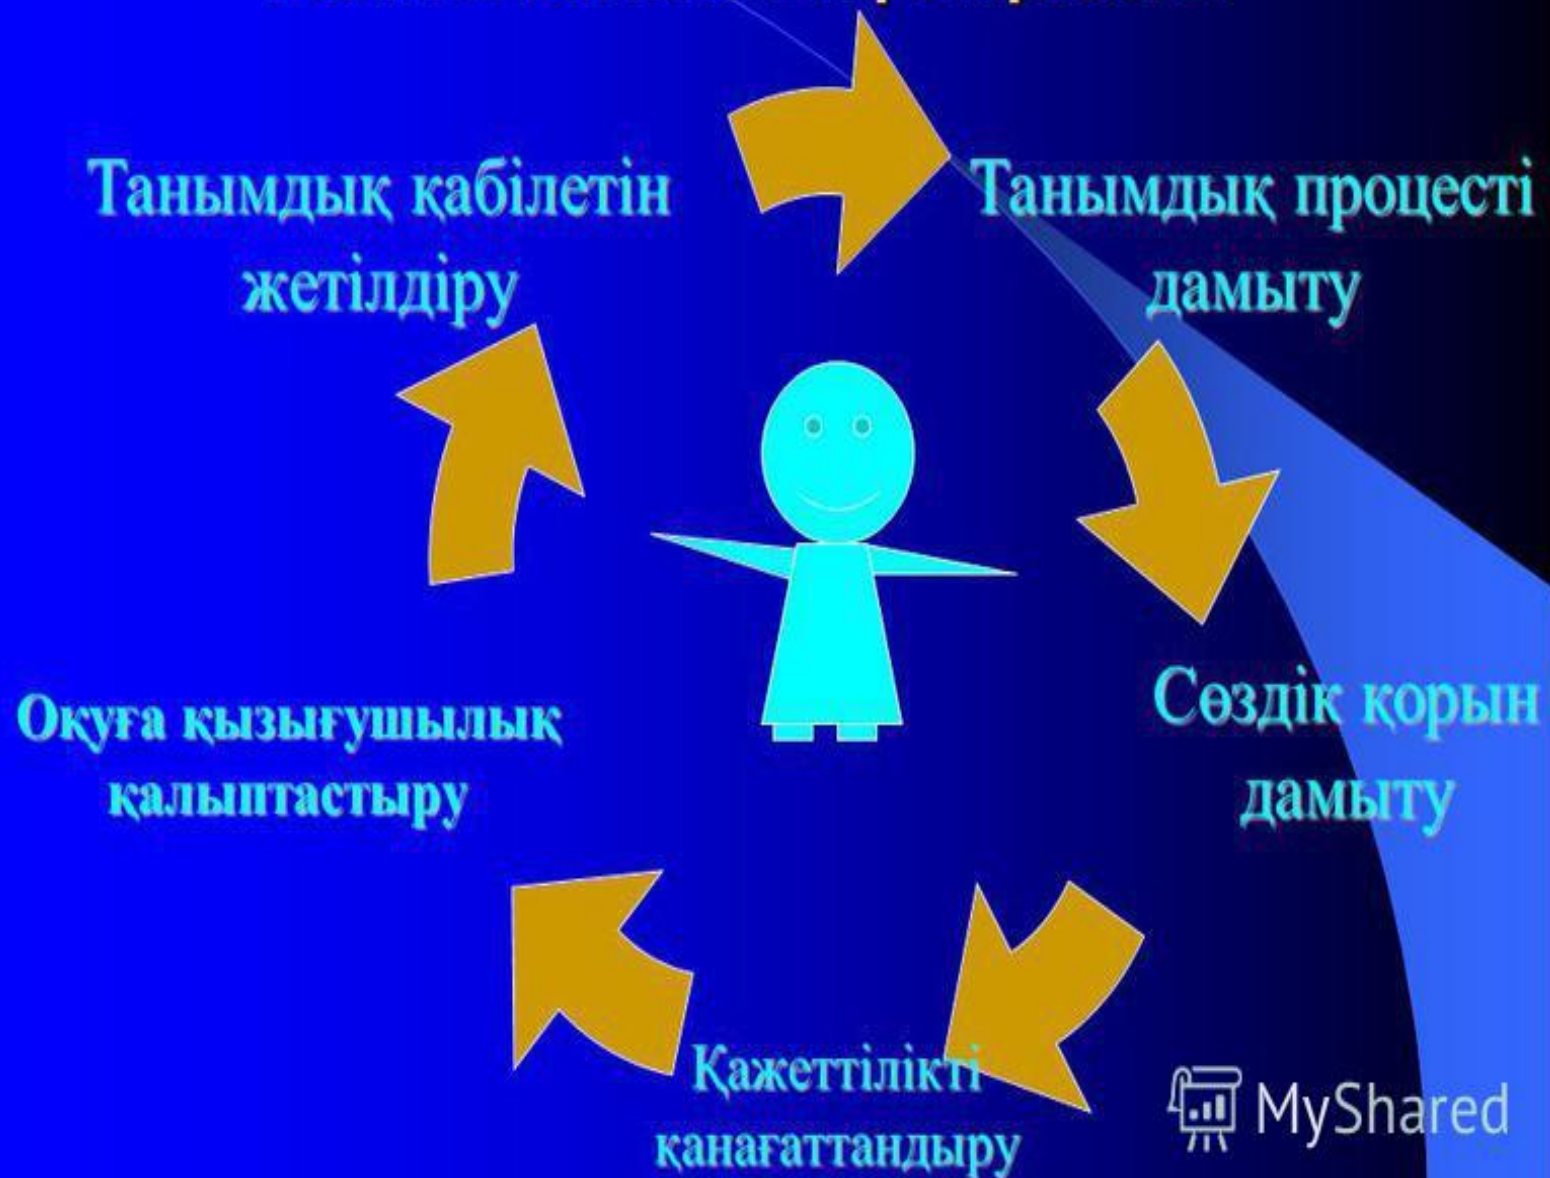 Танымдық қабілетін
жетілдіру
Танымдық процесті
дамыту
Сөздік қорын
дамыту
Қажеттілікті
қанағаттандыру
Оқуға қызығушылық
қалыптастыру
MyShared